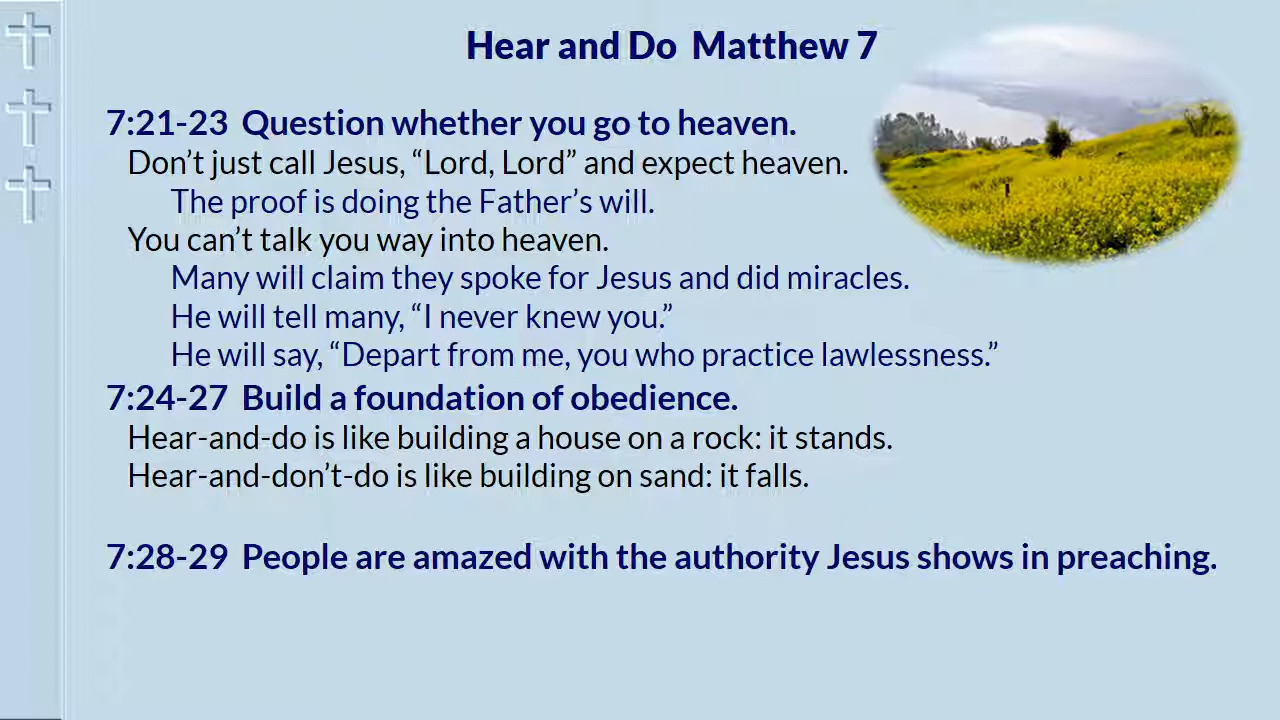 Hear and Do  Matthew 7
7:21-23  Question whether you go to heaven.
Don’t just call Jesus, “Lord, Lord” and expect heaven.
The proof is doing the Father’s will.
You can’t talk you way into heaven.
Many will claim they spoke for Jesus and did miracles.
He will tell many, “I never knew you.”
He will say, “Depart from me, you who practice lawlessness.”
7:24-27  Build a foundation of obedience.
Hear-and-do is like building a house on a rock: it stands.
Hear-and-don’t-do is like building on sand: it falls.
7:28-29  People are amazed with the authority Jesus shows in preaching.